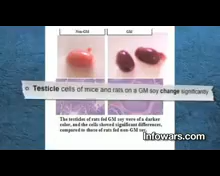 Non-GM GM
Testicle cells of mice and rats on a GM soy change significantly
The testicles of rats fed GM soy were of a darker
color, and the cells showed significant differences,
compared to those of rats fed non-GM soy.
Infowars.com